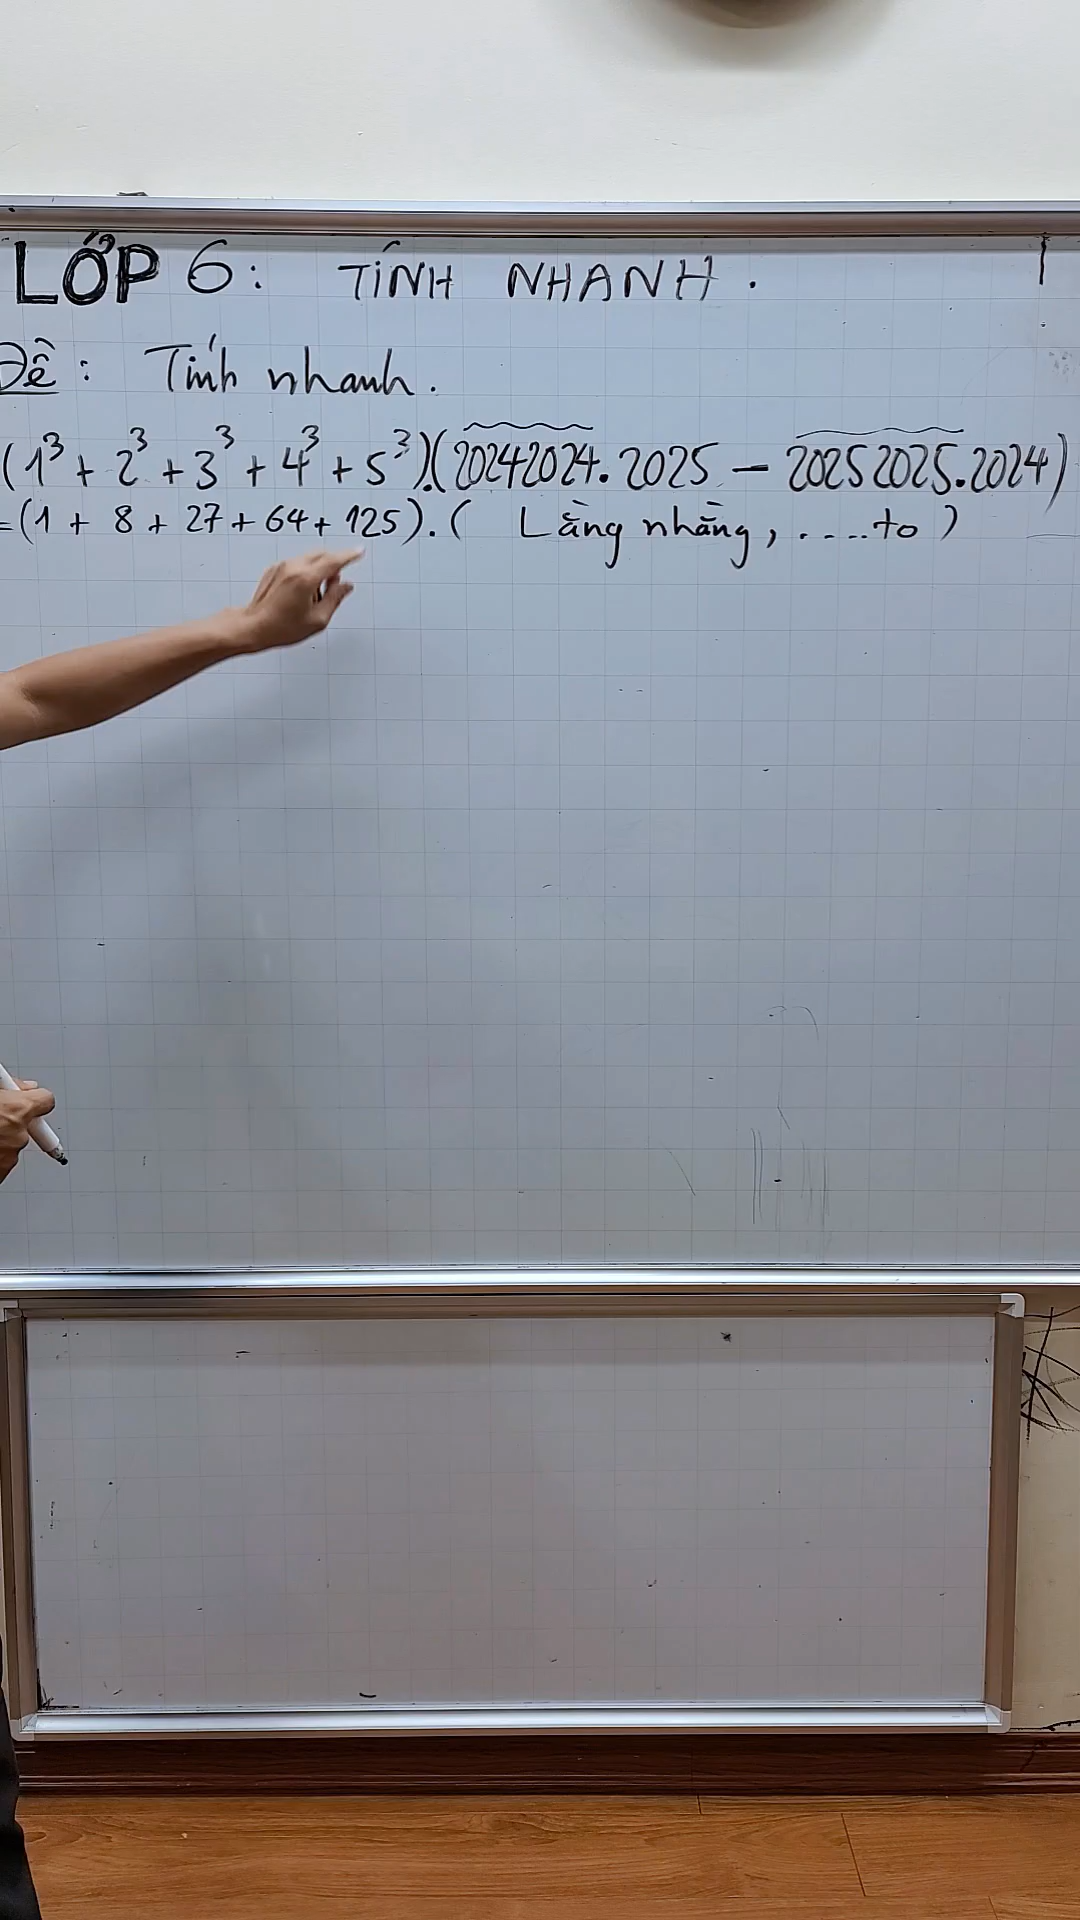 LỚP 6: TÍNH NHANH.
Đề: Tính nhanh.
(1³ + 2³ + 3³ + 4³ + 5³).(20242024.2025 − 20252025.2024)
=(1 + 8 + 27 + 64 + 125).( Lằng nhằng, .... to )